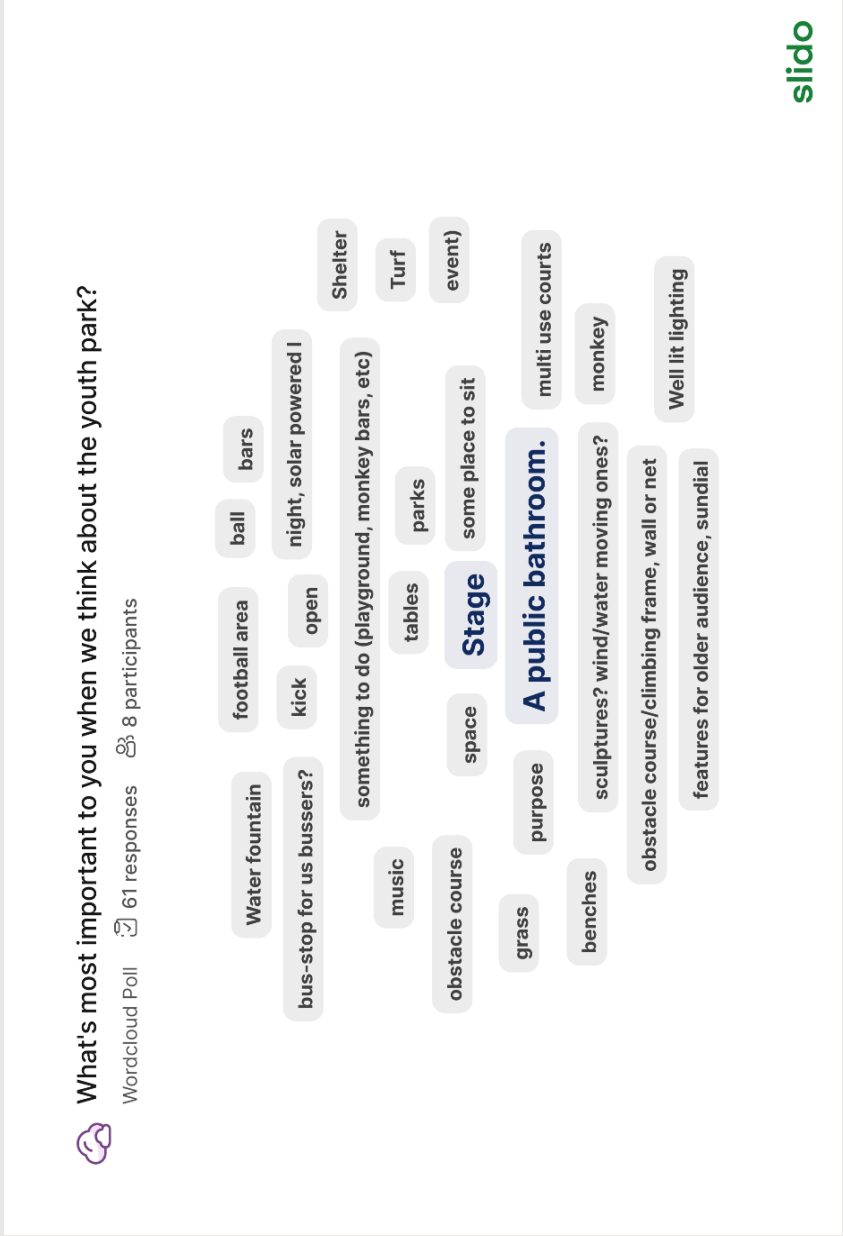 What's most important to you when we think about the youth park?
Wordcloud Poll 61 responses 8 participants
Water fountain
football area
ball
bars
bus-stop for us bussers?
kick
open
night, solar powered l
Shelter
something to do (playground, monkey bars, etc)
music
tables
parks
Turf
obstacle course
space
Stage
some place to sit
event)
grass
purpose
A public bathroom.
multi use courts
benches
sculptures? wind/water moving ones?
monkey
obstacle course/climbing frame, wall or net
Well lit lighting
features for older audience, sundial
slido